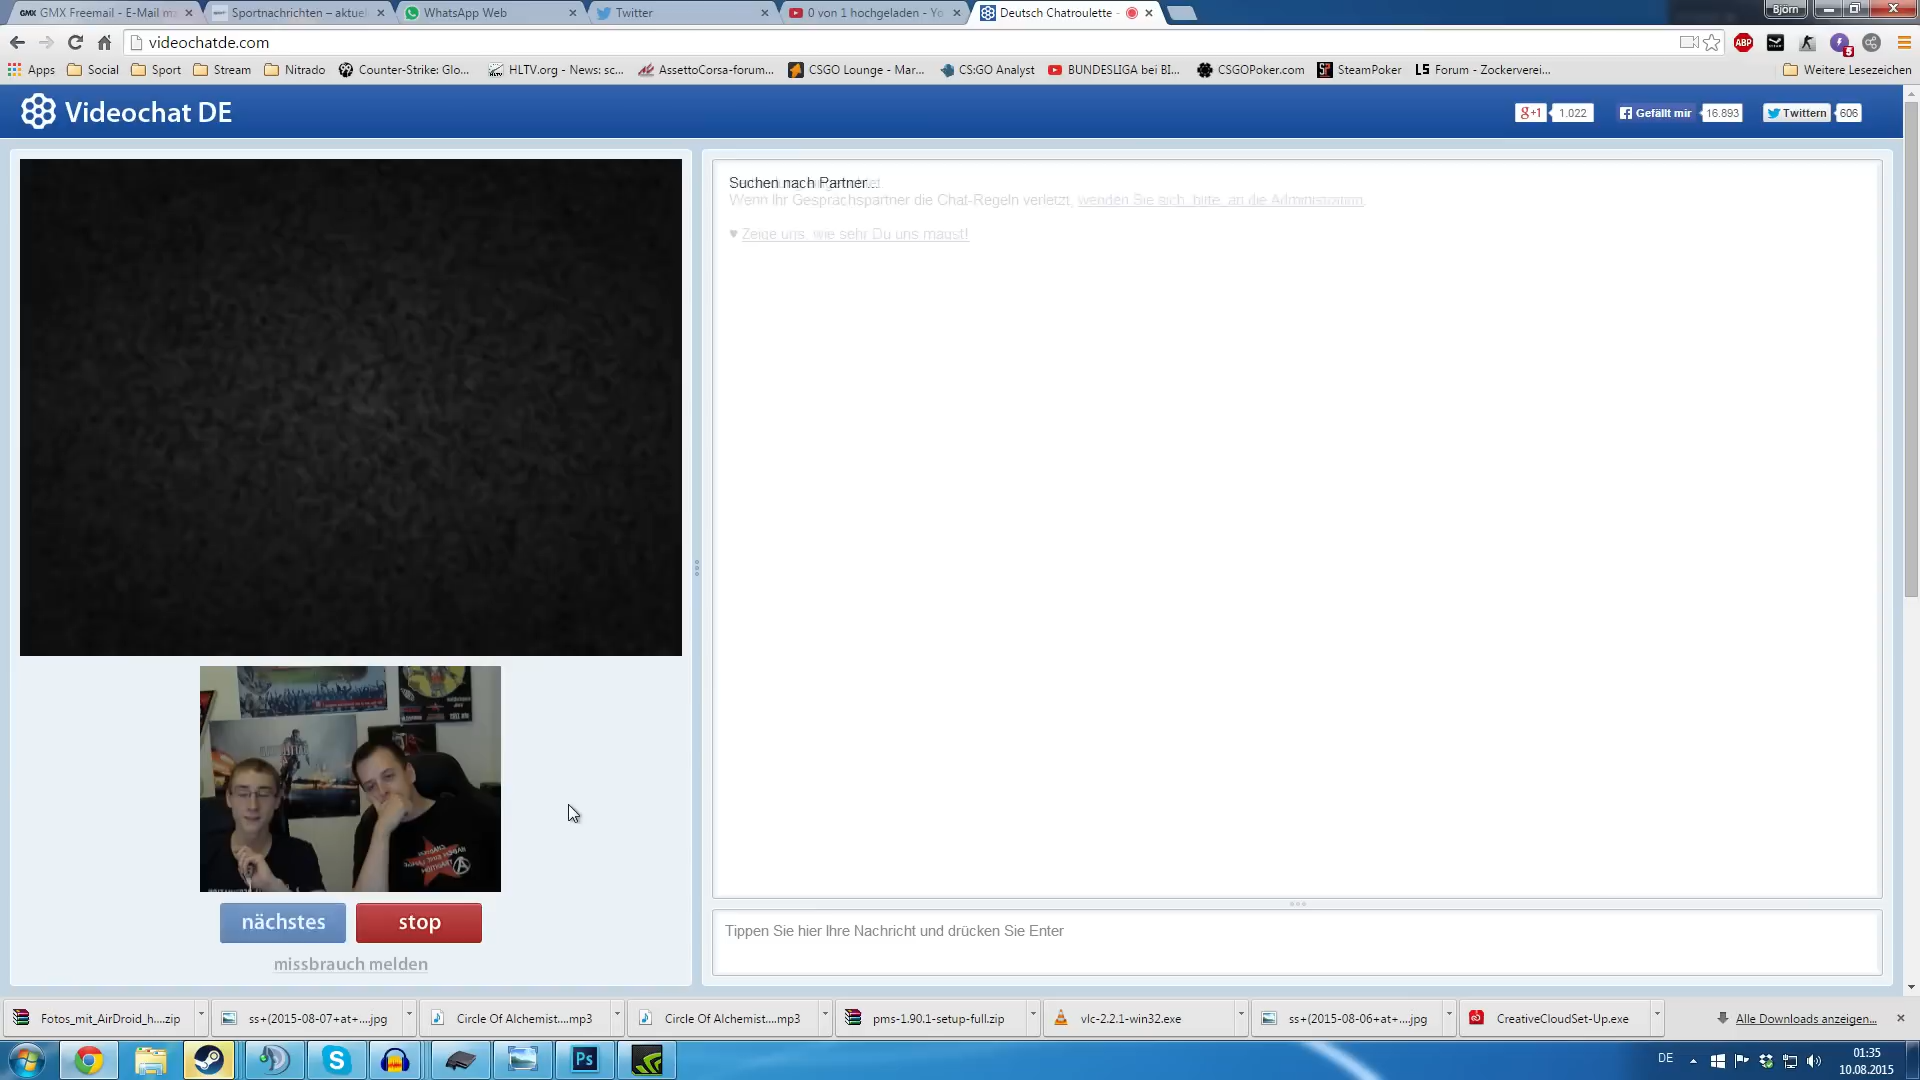 GMX Freemail - E-Mail m
Sportnachrichten – aktuel
WhatsApp Web
Twitter
0 von 1 hochgeladen - Yo
Deutsch Chatroulette -
Björn
videochatde.com
Apps
Social
Sport
Stream
Nitrado
Counter-Strike: Glo...
HLTV.org - News: sc...
AssettoCorsa-forum...
CSGO Lounge - Mar...
CS:GO Analyst
BUNDESLIGA bei BI...
CSGOPoker.com
SteamPoker
Forum - Zockerverei...
Weitere Lesezeichen
Videochat DE
g+1 1.022
Gefällt mir 16.893
Twittern 606
Suchen nach Partner...
Wenn Ihr Gesprächspartner die Chat-Regeln verletzt, wenden Sie sich, bitte, an die Administration.
♥ Zeige uns, wie sehr Du uns magst!
nächstes
stop
missbrauch melden
Tippen Sie hier Ihre Nachricht und drücken Sie Enter
Fotos_mit_AirDroid_h....zip
ss+(2015-08-07+at+....jpg
Circle Of Alchemist....mp3
Circle Of Alchemist....mp3
pms-1.90.1-setup-full.zip
vlc-2.2.1-win32.exe
ss+(2015-08-06+at+....jpg
CreativeCloudSet-Up.exe
Alle Downloads anzeigen...
DE
01:35
10.08.2015